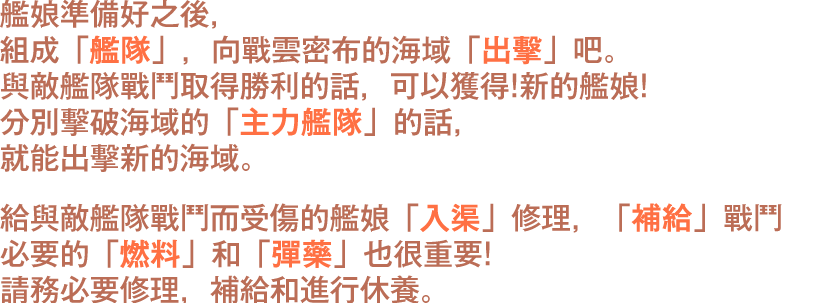 艦娘準備好之後,
組成「艦隊」, 向戰雲密布的海域「出擊」吧。
與敵艦隊戰鬥取得勝利的話, 可以獲得!新的艦娘!
分別擊破海域的「主力艦隊」的話,
就能出擊新的海域。
給與敵艦隊戰鬥而受傷的艦娘「入渠」修理, 「補給」戰鬥
必要的「燃料」和「彈藥」也很重要!
請務必要修理, 補給和進行休養。